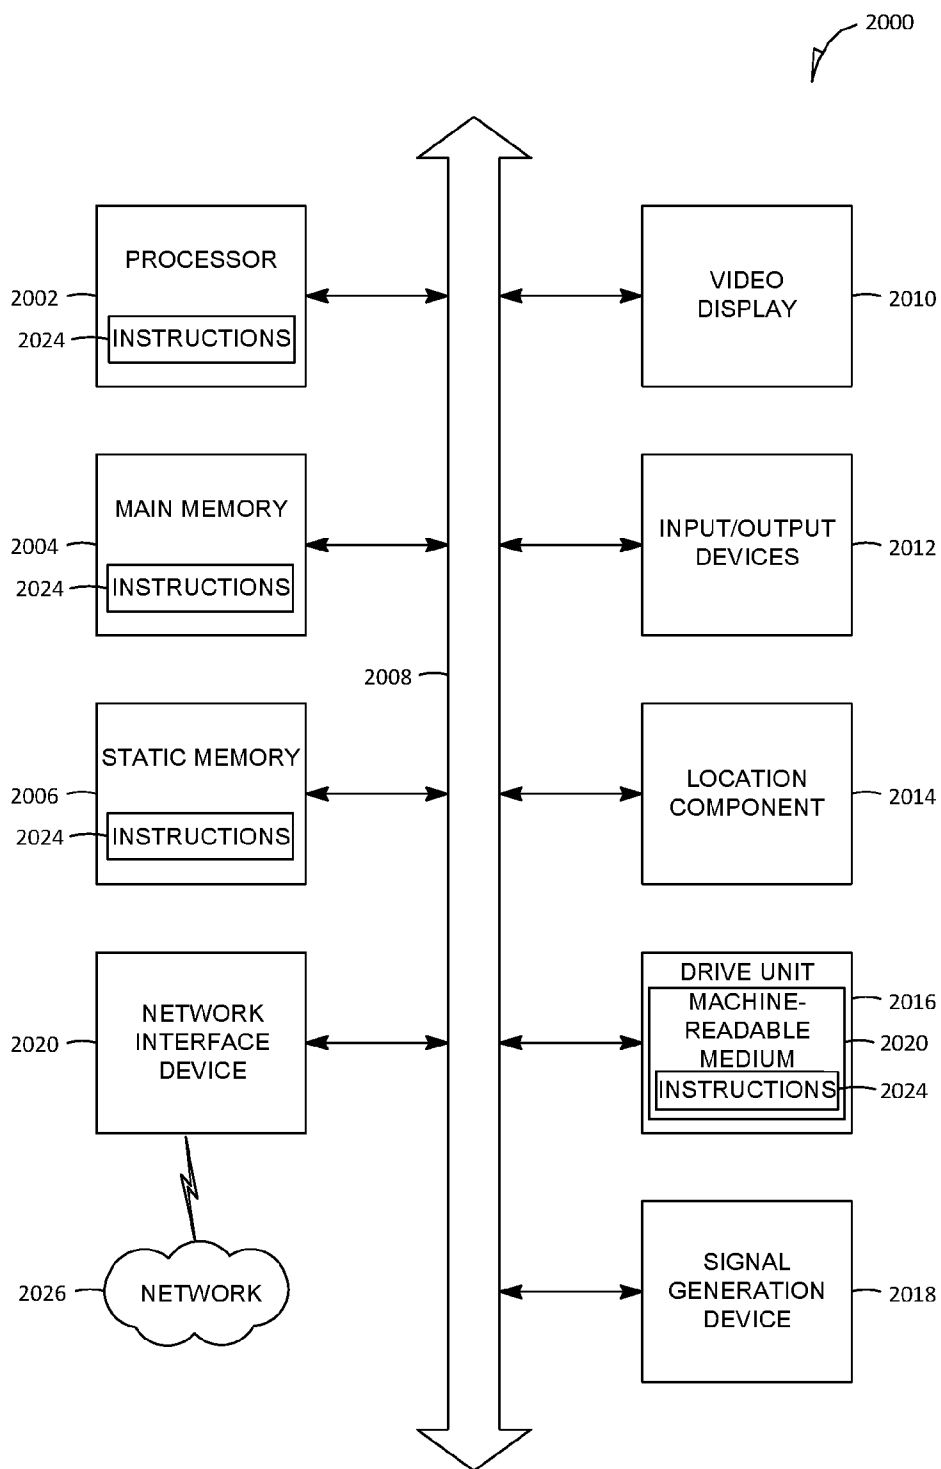 2000
PROCESSOR
2002
2024
INSTRUCTIONS
VIDEO
DISPLAY
2010
MAIN MEMORY
2004
2024
INSTRUCTIONS
INPUT/OUTPUT
DEVICES
2012
2008
STATIC MEMORY
2006
2024
INSTRUCTIONS
LOCATION
COMPONENT
2014
NETWORK
INTERFACE
DEVICE
2020
DRIVE UNIT
2016
MACHINE-
READABLE
MEDIUM
2020
INSTRUCTIONS
2024
2026
NETWORK
SIGNAL
GENERATION
DEVICE
2018